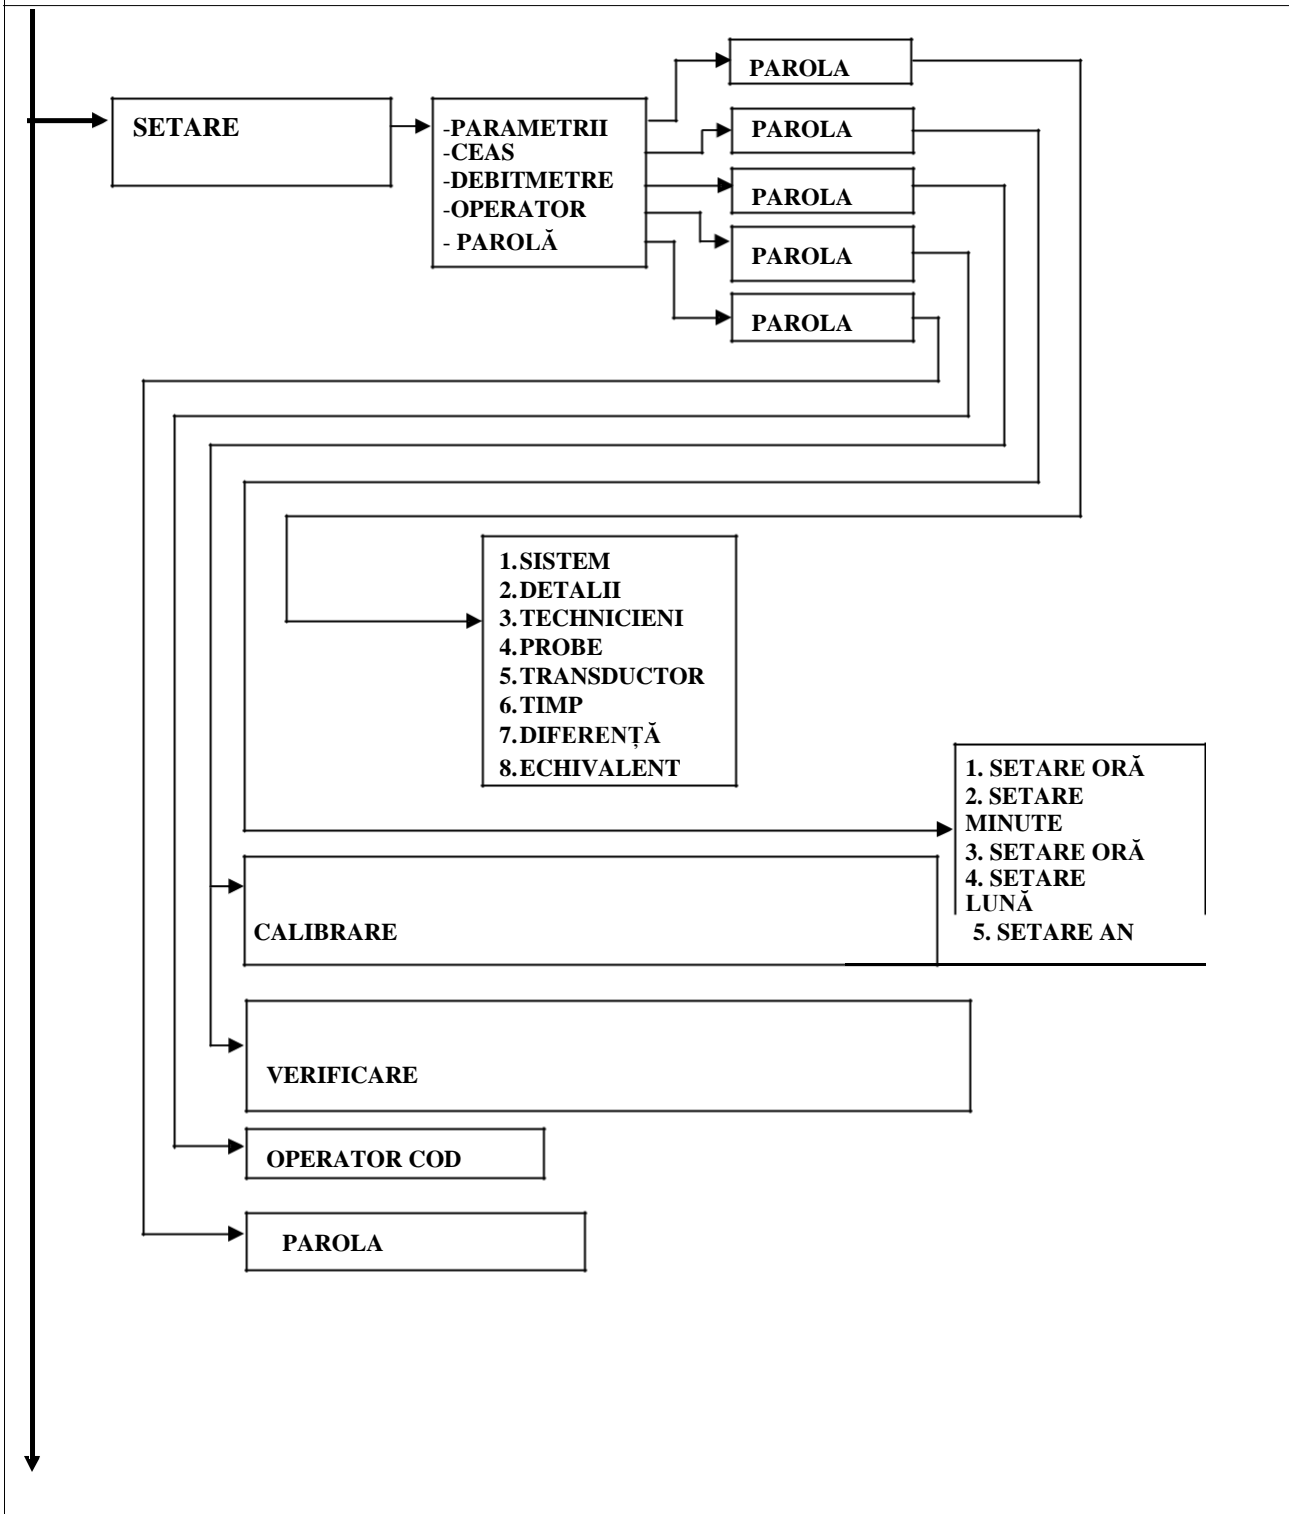 SETARE
-PARAMETRII
-CEAS
-DEBITMETRE
-OPERATOR
- PAROLĂ
PAROLA
PAROLA
PAROLA
PAROLA
PAROLA
1.SISTEM
2.DETALII
3.TECHNICIENI
4.PROBE
5.TRANSDUCTOR
6.TIMP
7.DIFERENȚĂ
8.ECHIVALENT
1. SETARE ORĂ
2. SETARE
MINUTE
3. SETARE ORĂ
4. SETARE
LUNĂ
5. SETARE AN
CALIBRARE
VERIFICARE
OPERATOR COD
PAROLA